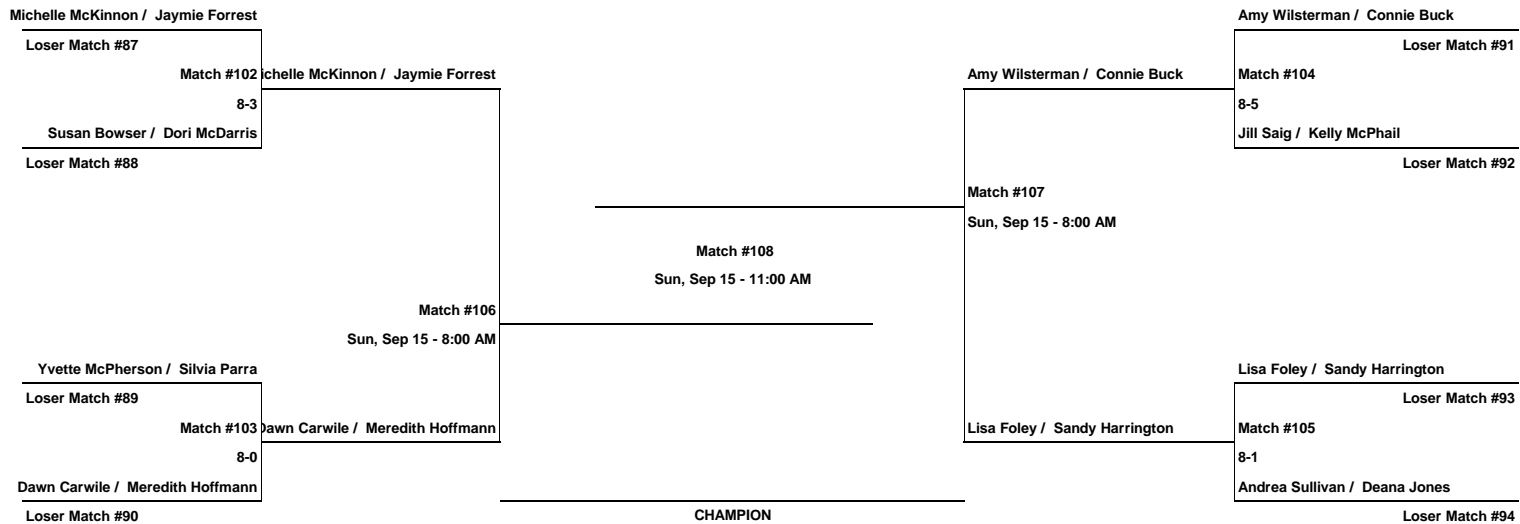 Michelle McKinnon / Jaymie Forrest
Loser Match #87
Match #102
8-3
Susan Bowser / Dori McDarris
Loser Match #88
ichelle McKinnon / Jaymie Forrest
Match #106
Sun, Sep 15 - 8:00 AM
Yvette McPherson / Silvia Parra
Loser Match #89
Match #103
8-0
Dawn Carwile / Meredith Hoffmann
Loser Match #90
Dawn Carwile / Meredith Hoffmann
Match #108
Sun, Sep 15 - 11:00 AM
CHAMPION
Amy Wilsterman / Connie Buck
Match #107
Sun, Sep 15 - 8:00 AM
Lisa Foley / Sandy Harrington
Amy Wilsterman / Connie Buck
Loser Match #91
Match #104
8-5
Jill Saig / Kelly McPhail
Loser Match #92
Lisa Foley / Sandy Harrington
Loser Match #93
Match #105
8-1
Andrea Sullivan / Deana Jones
Loser Match #94